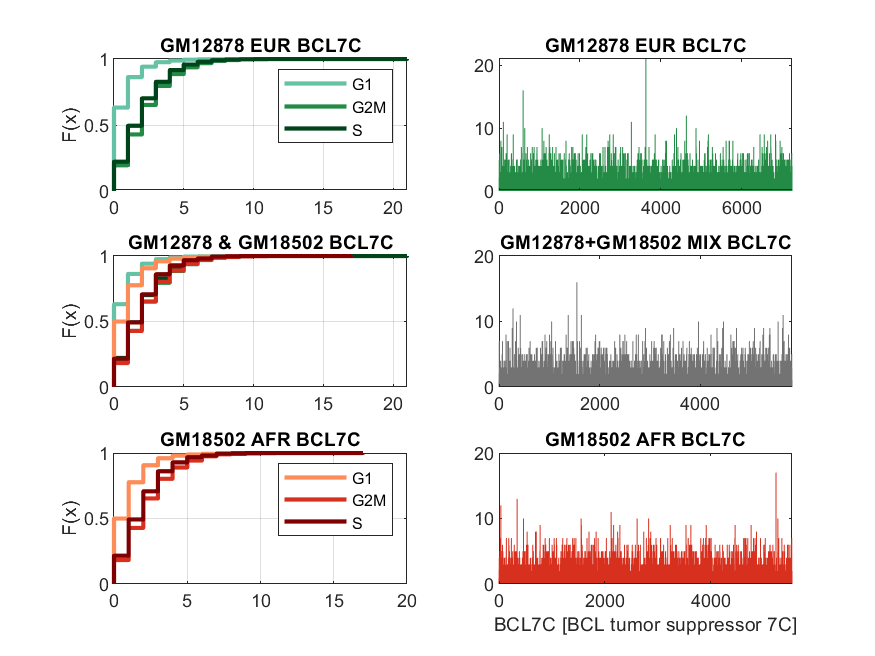 GM12878 EUR BCL7C
F(x)
1
0.5
0
0 5 10 15 20
G1
G2M
S
GM12878 EUR BCL7C
20
10
0
0 2000 4000 6000
GM12878 & GM18502 BCL7C
F(x)
1
0.5
0
0 5 10 15 20
GM12878+GM18502 MIX BCL7C
20
10
0
0 2000 4000
GM18502 AFR BCL7C
F(x)
1
0.5
0
0 5 10 15 20
G1
G2M
S
GM18502 AFR BCL7C
20
10
0
0 2000 4000
BCL7C [BCL tumor suppressor 7C]